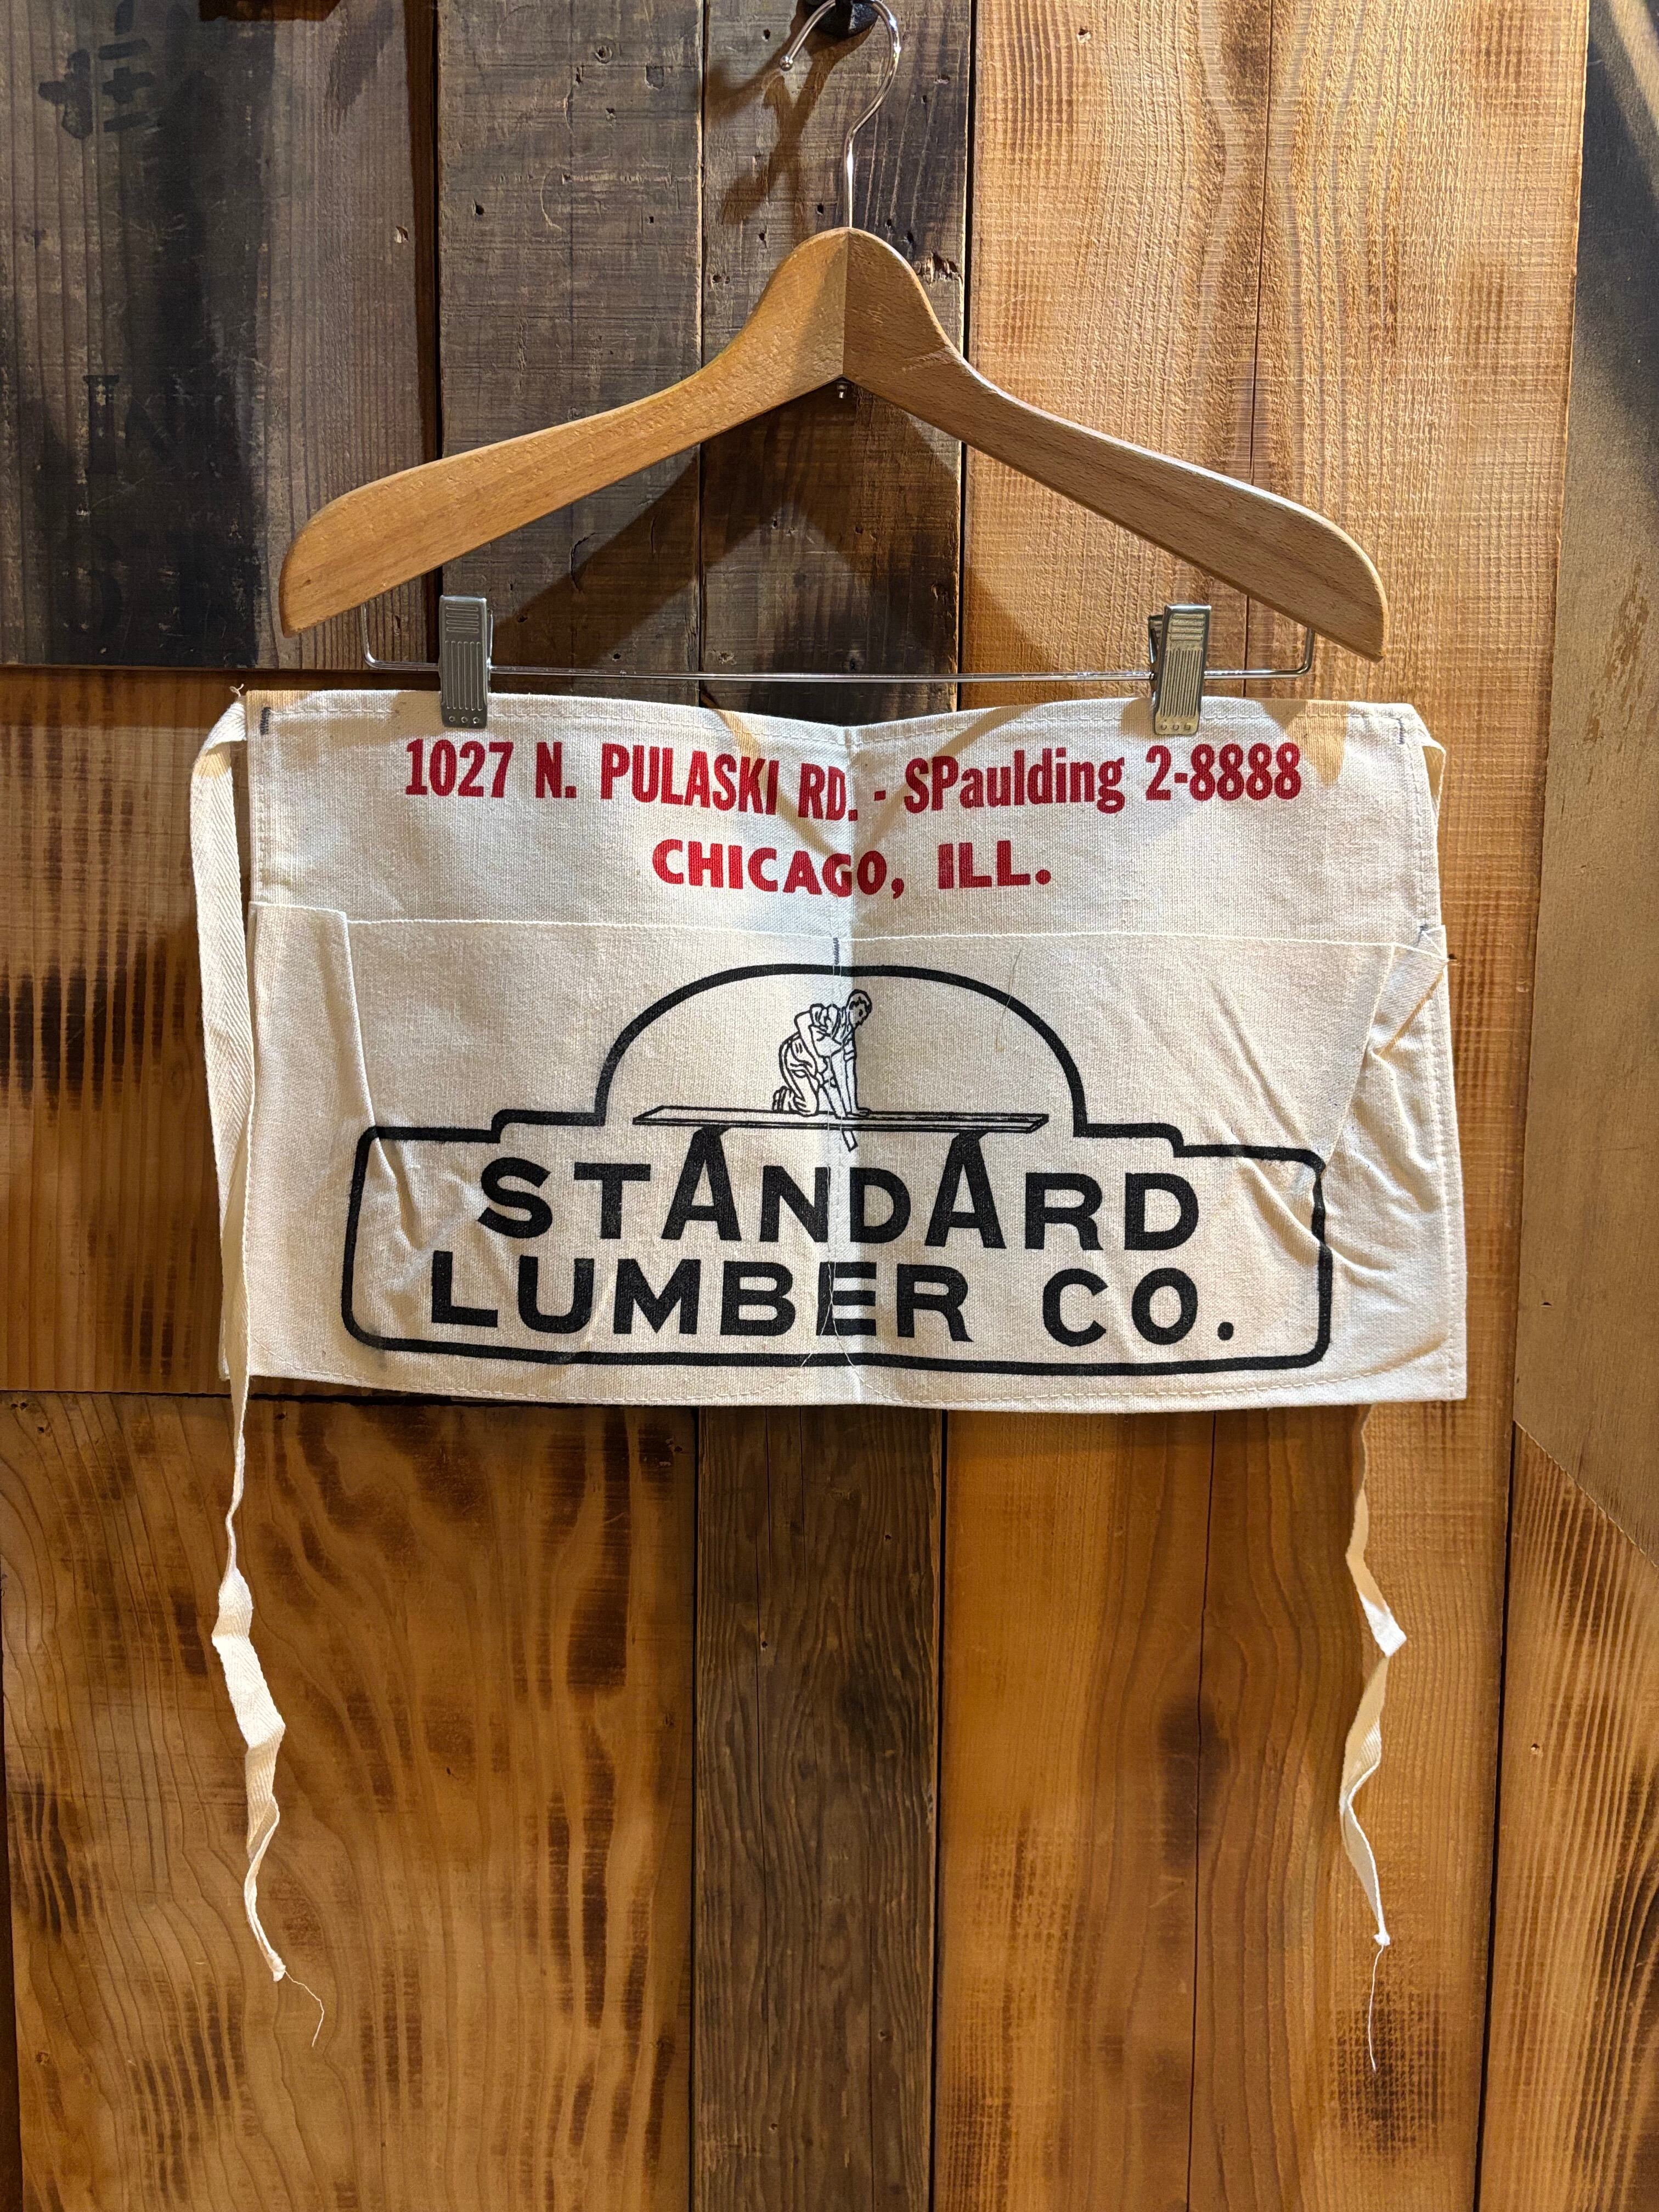 1027 N. PULASKI RD. - SPaulding 2-8888
CHICAGO, ILL.
STANDARD
LUMBER CO.